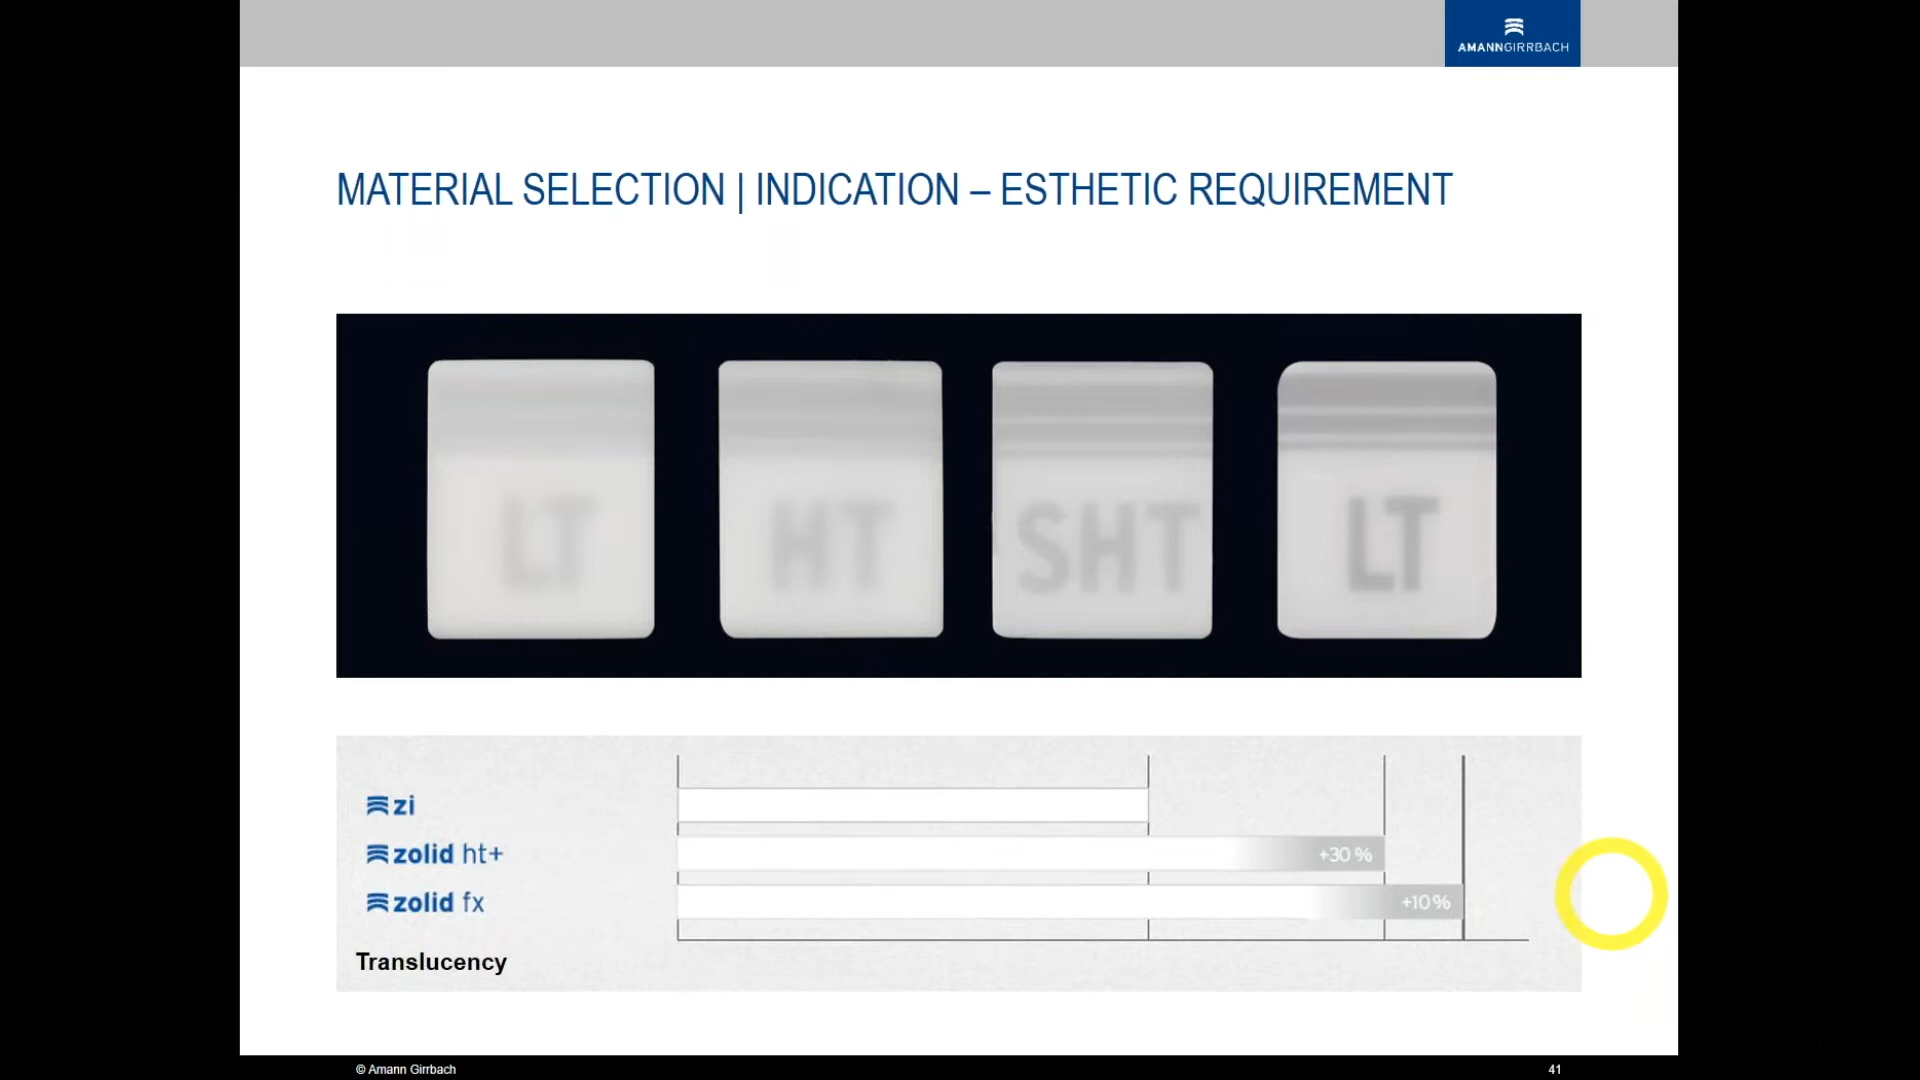 AMANNGIRRBACH
MATERIAL SELECTION | INDICATION – ESTHETIC REQUIREMENT
LT
HT
SHT
LT
zi
zolid ht+
+30 %
zolid fx
+10 %
Translucency
© Amann Girrbach
41